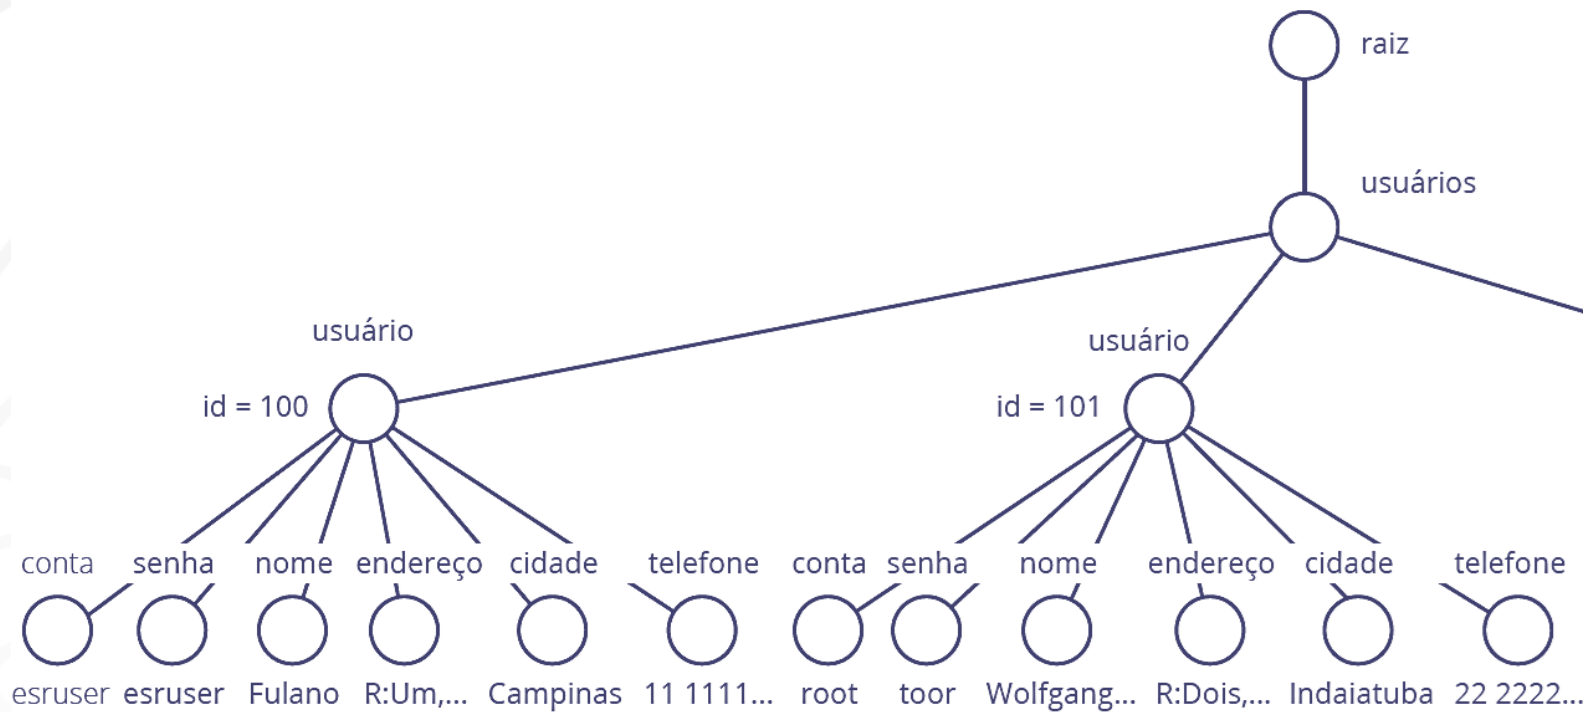 raiz
usuários
usuário
usuário
id = 100
id = 101
conta senha nome endereço cidade telefone conta senha nome endereço cidade telefone
esruser esruser Fulano R:Um,... Campinas 11 1111... root toor Wolfgang... R:Dois,... Indaiatuba 22 2222...